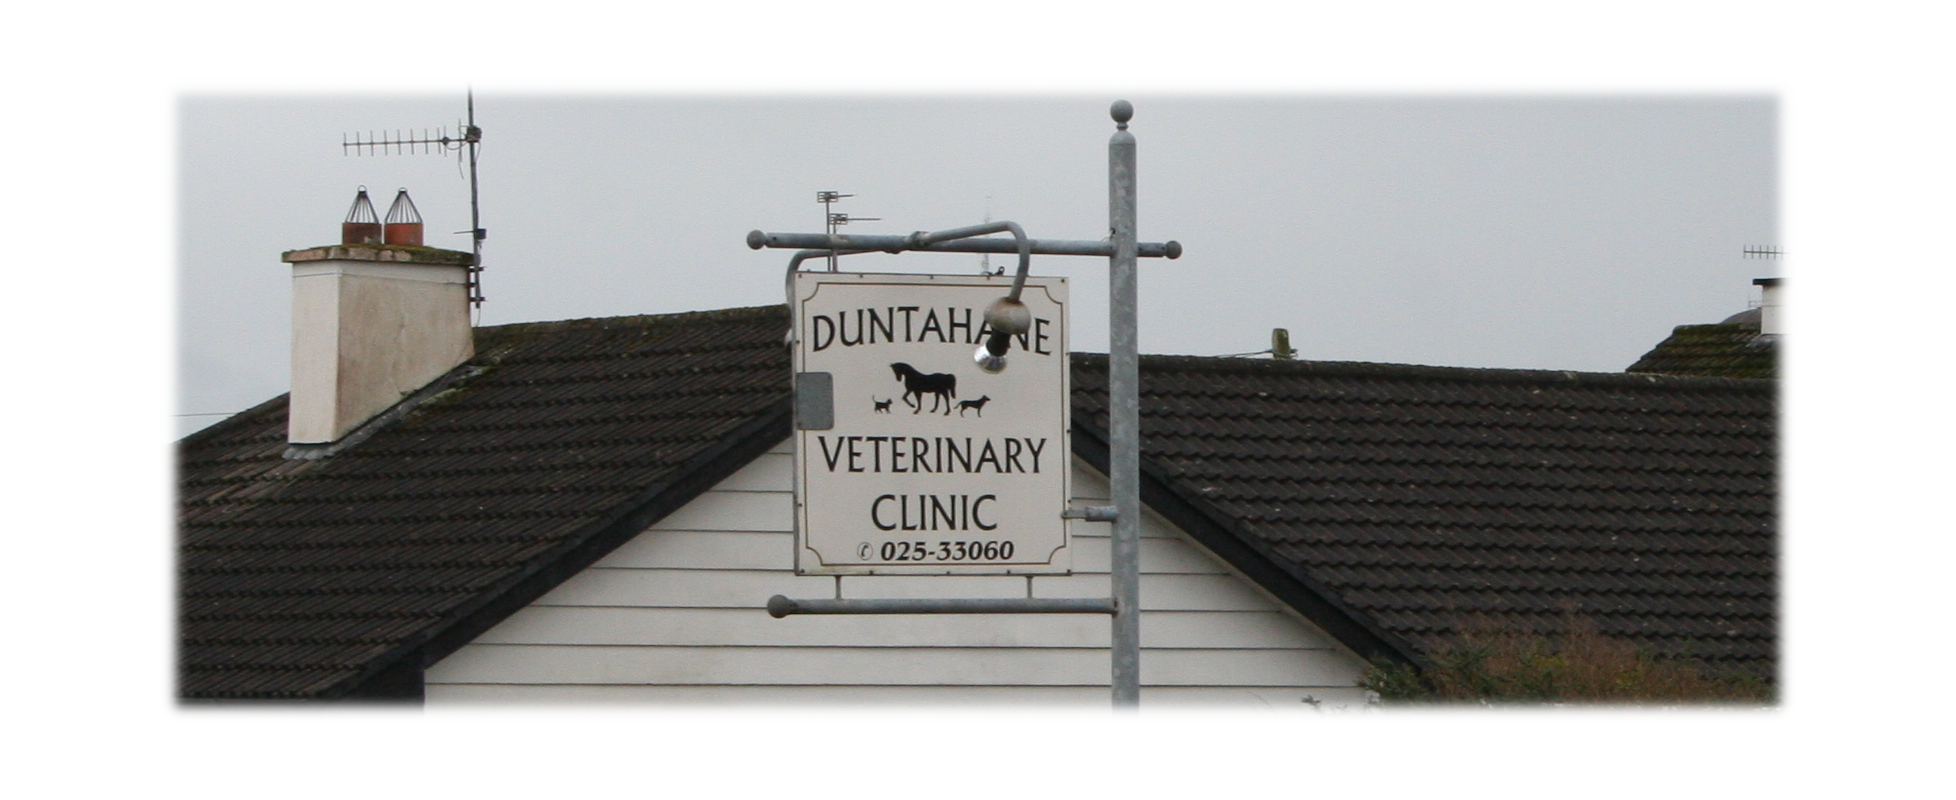 DUNTAHANE
VETERINARY
CLINIC
✆ 025-33060